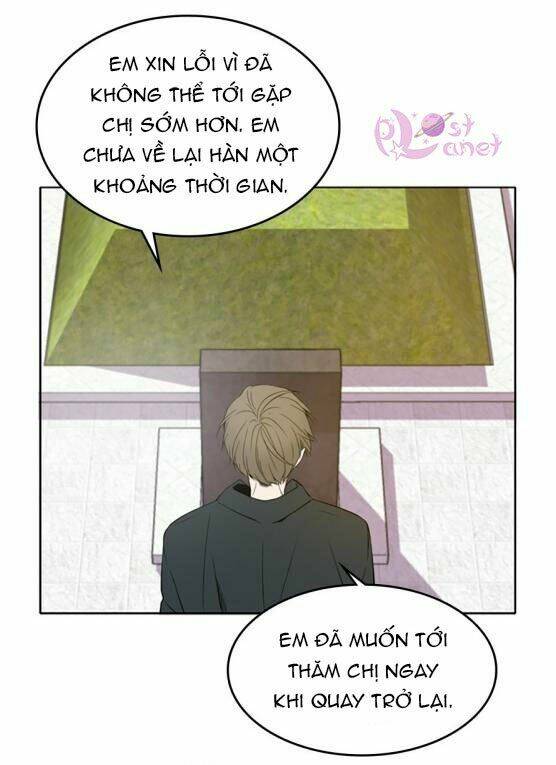 EM XIN LỖI VÌ ĐÃ
KHÔNG THỂ TỚI GẶP
CHỊ SỚM HƠN. EM
CHƯA VỀ LẠI HÀN MỘT
KHOẢNG THỜI GIAN.
Lost
Planet
EM ĐÃ MUỐN TỚI
THĂM CHỊ NGAY
KHI QUAY TRỞ LẠI.